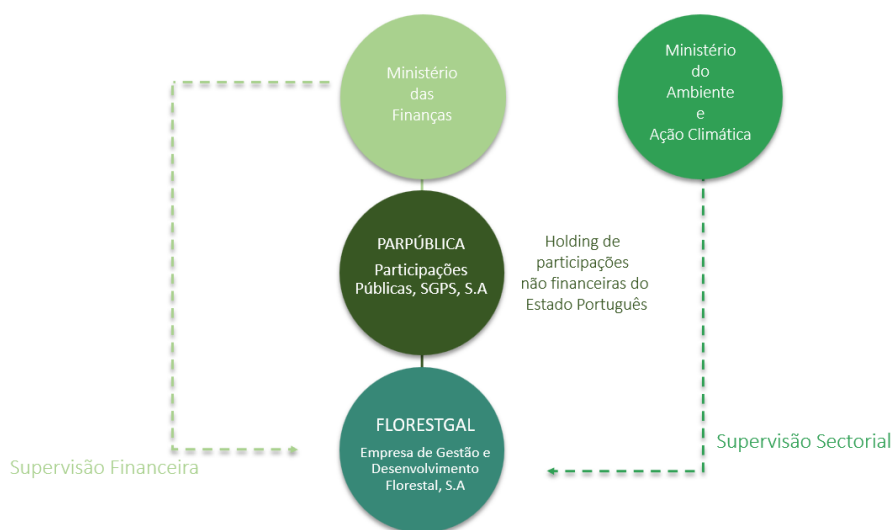 Ministério
das
Finanças
Ministério
do
Ambiente
e
Ação Climática
PARPÚBLICA
Participações
Públicas, SGPS, S.A
Holding de
participações
não financeiras do
Estado Português
FLORESTGAL
Empresa de Gestão e
Desenvolvimento
Florestal, S.A
Supervisão Financeira
Supervisão Sectorial